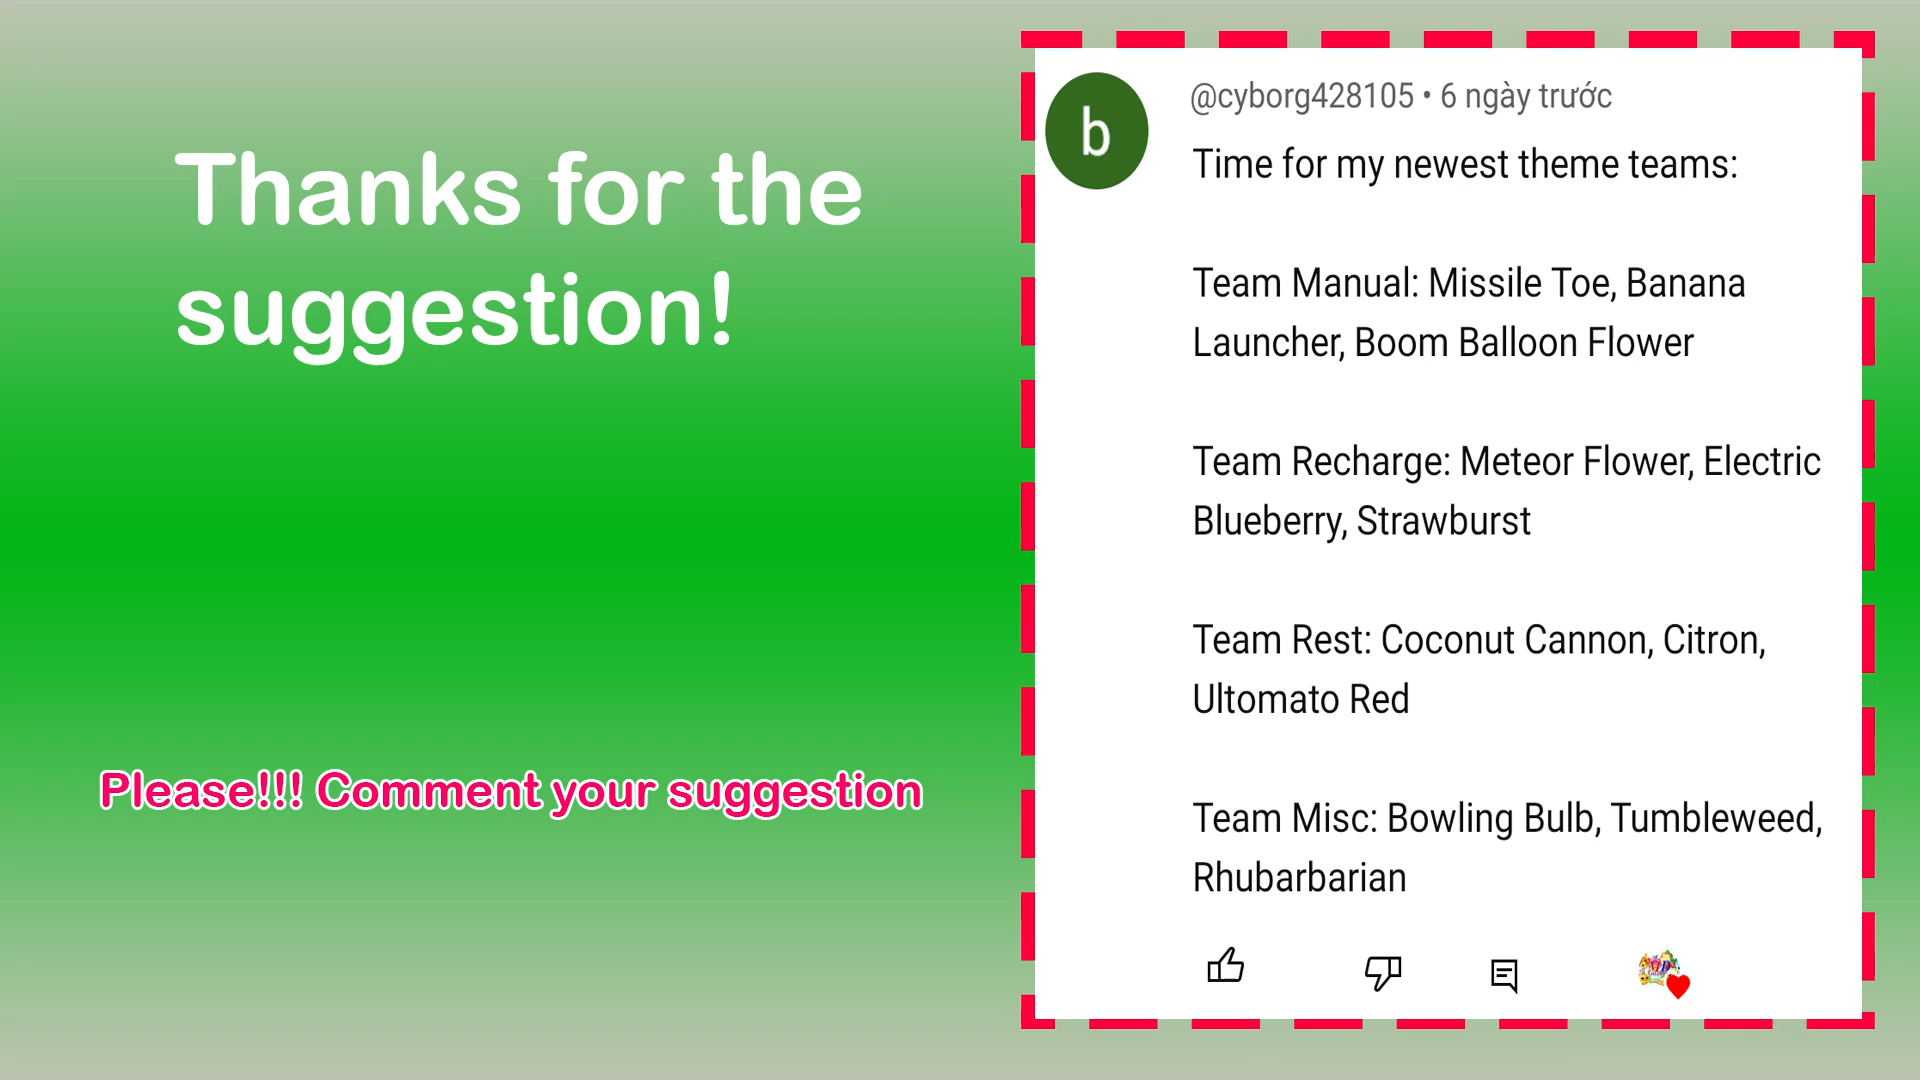 Thanks for the
suggestion!
Please!!! Comment your suggestion
b
@cyborg428105 • 6 ngày trước
Time for my newest theme teams:
Team Manual: Missile Toe, Banana
Launcher, Boom Balloon Flower
Team Recharge: Meteor Flower, Electric
Blueberry, Strawburst
Team Rest: Coconut Cannon, Citron,
Ultomato Red
Team Misc: Bowling Bulb, Tumbleweed,
Rhubarbarian